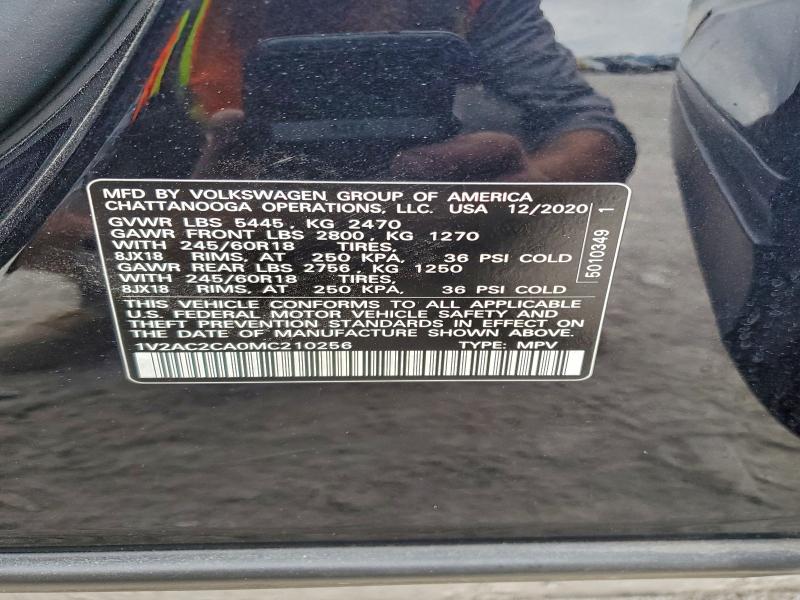 MFD BY VOLKSWAGEN GROUP OF AMERICA
CHATTANOOGA OPERATIONS, LLC. USA 12/2020
GVWR LBS 5445, KG 2470
GAWR FRONT LBS 2800, KG 1270
WITH 245/60R18 TIRES,
8JX18 RIMS, AT 250 KPA, 36 PSI COLD
GAWR REAR LBS 2756, KG 1250
WITH 245/60R18 TIRES,
8JX18 RIMS, AT 250 KPA, 36 PSI COLD
THIS VEHICLE CONFORMS TO ALL APPLICABLE
U.S. FEDERAL MOTOR VEHICLE SAFETY AND
THEFT PREVENTION STANDARDS IN EFFECT ON
THE DATE OF MANUFACTURE SHOWN ABOVE.
1V2AC2CA0MC210256 TYPE: MPV
5010349 1